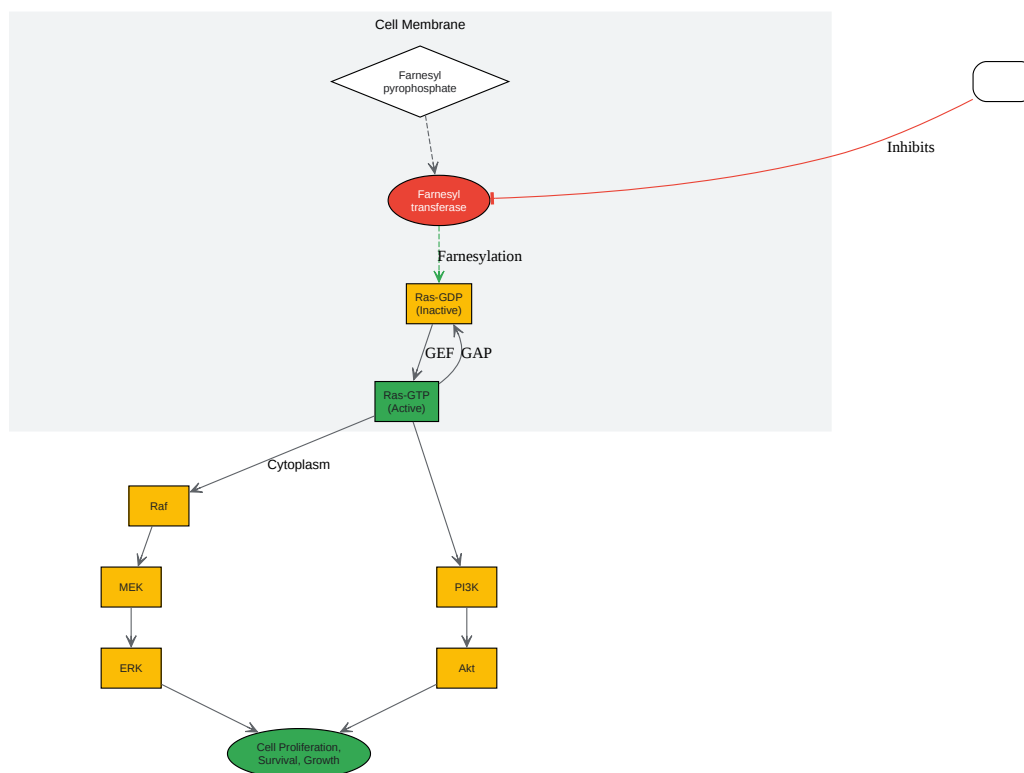 Cell Membrane
Farnesyl
pyrophosphate
Inhibits
Farnesyl
transferase
Farnesylation
Ras-GDP
(Inactive)
GEF
GAP
Ras-GTP
(Active)
Cytoplasm
Raf
MEK
PI3K
ERK
Akt
Cell Proliferation,
Survival, Growth